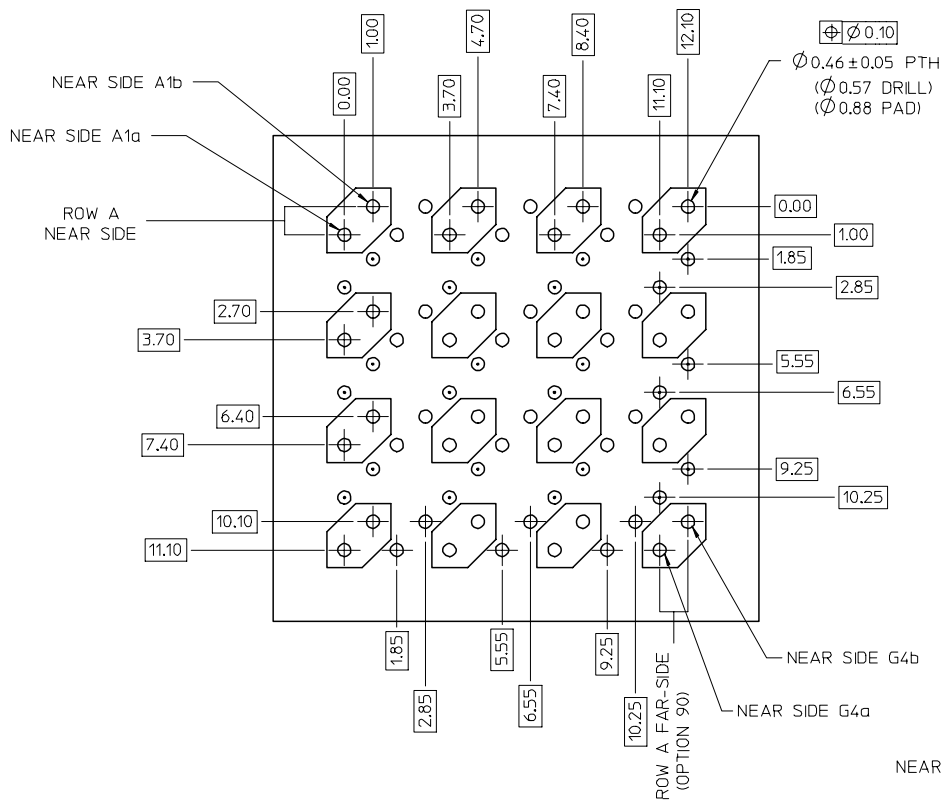 0.00
1.00
3.70
4.70
7.40
8.40
11.10
12.10
⌖ Ø 0.10
Ø 0.46 ± 0.05 PTH
(Ø 0.57 DRILL)
(Ø 0.88 PAD)
NEAR SIDE A1b
NEAR SIDE A1a
ROW A
NEAR SIDE
0.00
1.00
1.85
2.85
2.70
3.70
5.55
6.55
6.40
7.40
9.25
10.25
10.10
11.10
1.85
2.85
5.55
6.55
9.25
10.25
ROW A FAR-SIDE
(OPTION 90)
NEAR SIDE G4b
NEAR SIDE G4a
NEAR